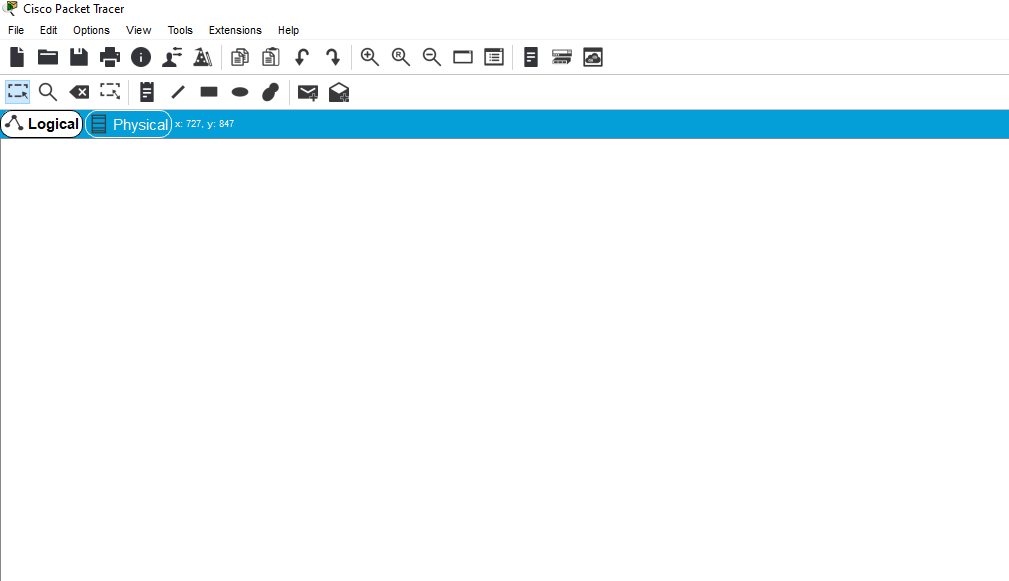 Cisco Packet Tracer
File Edit Options View Tools Extensions Help
Logical Physical x: 727, y: 847